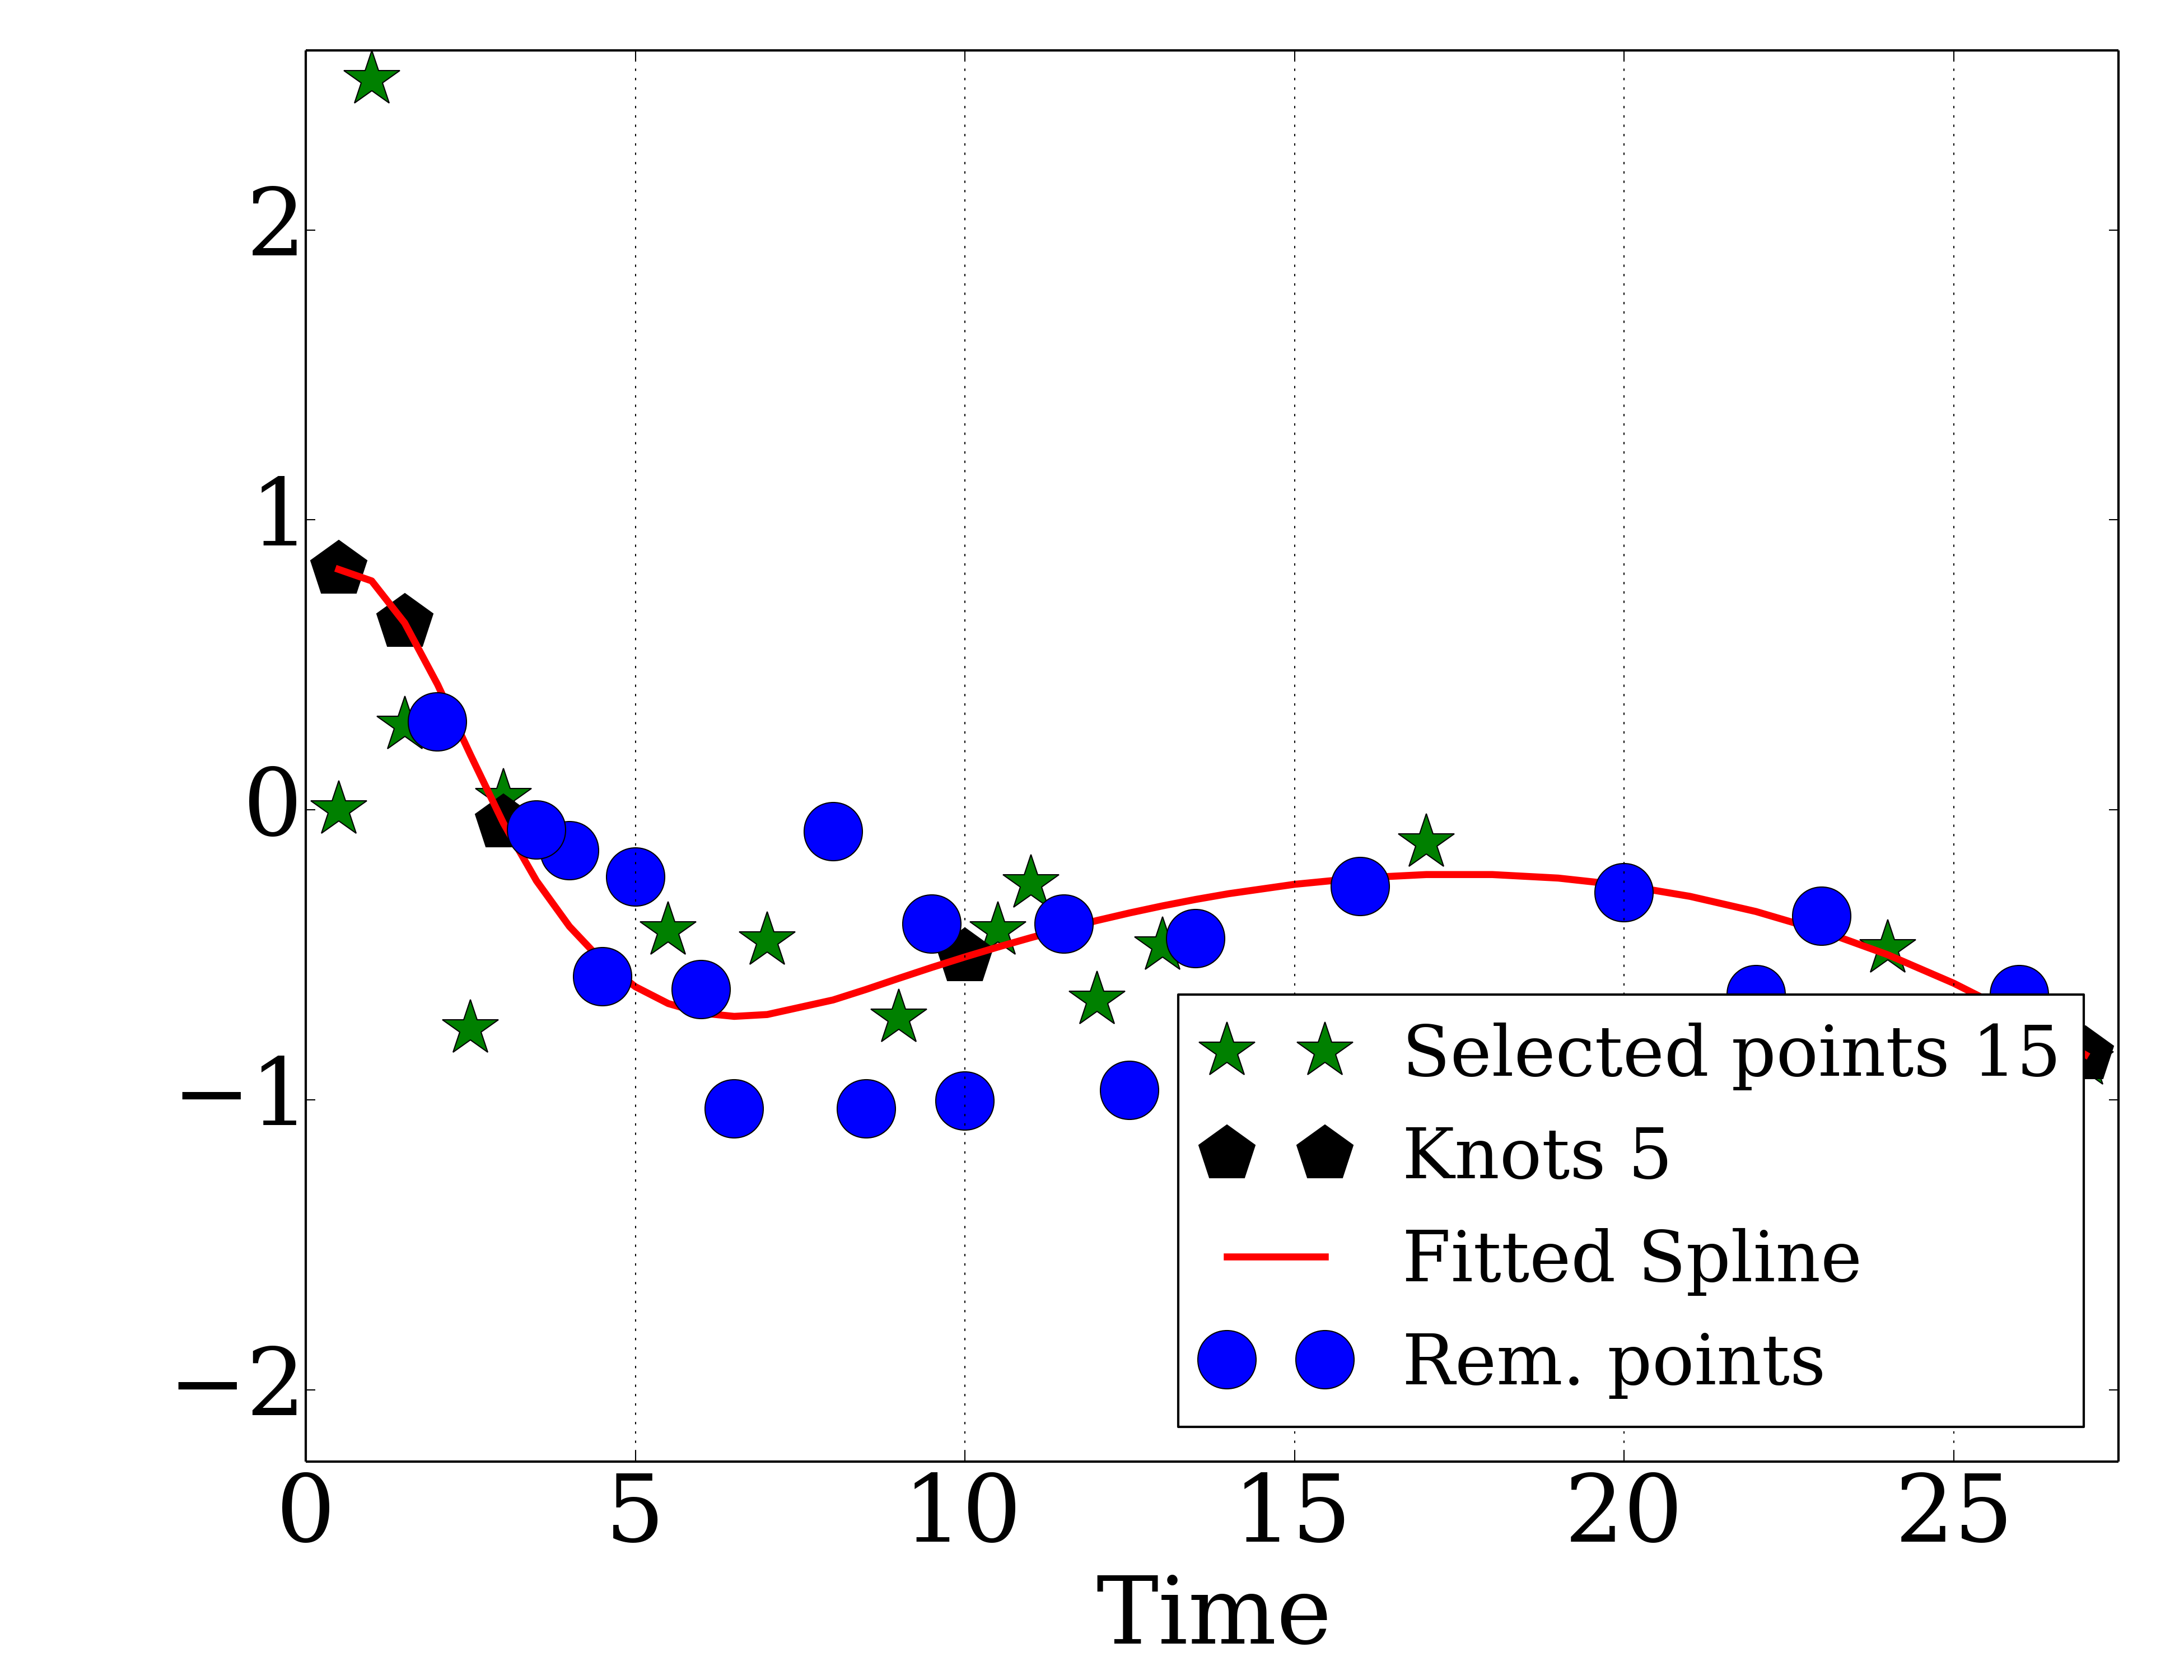 2
1
0
−1
−2
Selected points 15
Knots 5
Fitted Spline
Rem. points
0 5 10 15 20 25
Time